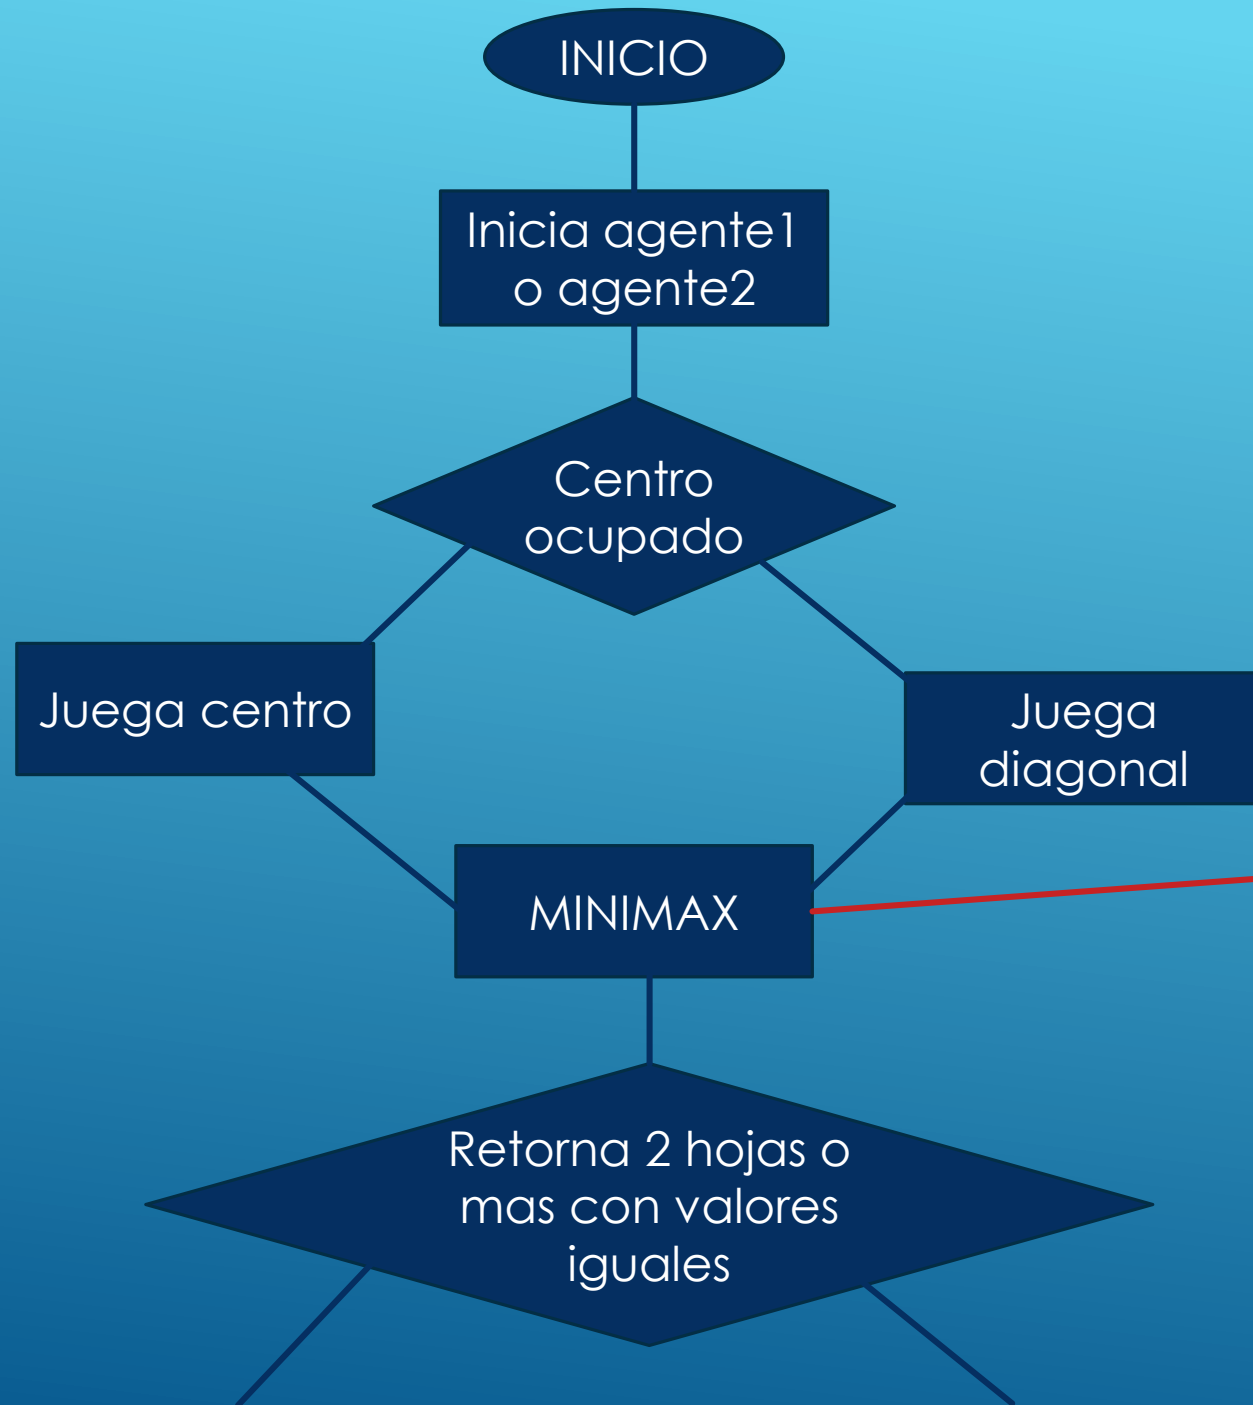 INICIO
Inicia agente1
o agente2
Centro
ocupado
Juega centro
Juega
diagonal
MINIMAX
Retorna 2 hojas o
mas con valores
iguales